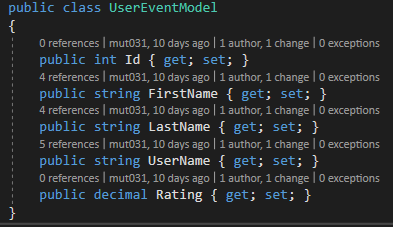 public class UserEventModel
{
0 references | mut031, 10 days ago | 1 author, 1 change | 0 exceptions
public int Id { get; set; }
4 references | mut031, 10 days ago | 1 author, 1 change | 0 exceptions
public string FirstName { get; set; }
4 references | mut031, 10 days ago | 1 author, 1 change | 0 exceptions
public string LastName { get; set; }
5 references | mut031, 10 days ago | 1 author, 1 change | 0 exceptions
public string UserName { get; set; }
0 references | mut031, 10 days ago | 1 author, 1 change | 0 exceptions
public decimal Rating { get; set; }
}